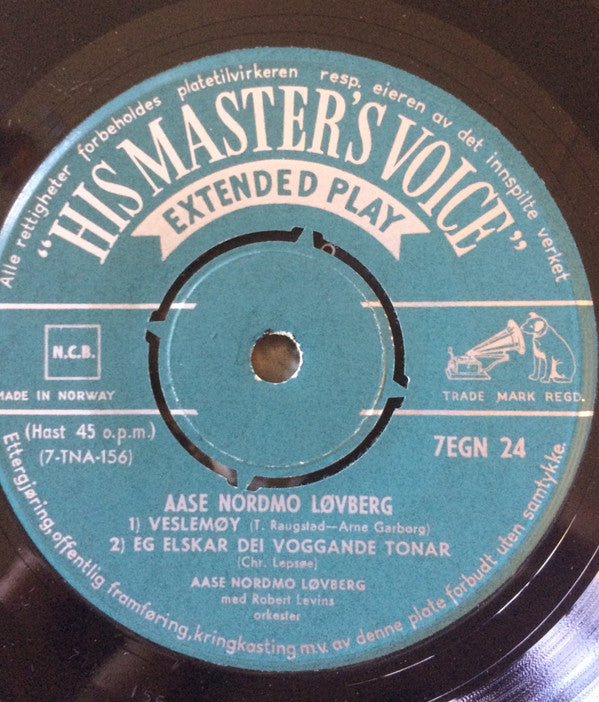 Alle rettigheter forbeholdes platetilvirkeren resp. eieren av det innspilte verket
"HIS MASTER'S VOICE"
EXTENDED PLAY
N.C.B.
MADE IN NORWAY
TRADE MARK REGD.
(Hast 45 o.p.m.)
(7-TNA-156)
7EGN 24
AASE NORDMO LØVBERG
1) VESLEMØY (T. Raugstad—Arne Garborg)
2) EG ELSKAR DEI VOGGANDE TONAR
(Chr. Lepsøe)
AASE NORDMO LØVBERG
med Robert Levins
orkester
Ettergjøring, offentlig framføring, kringkasting m.v. av denne plate forbudt uten samtykke.